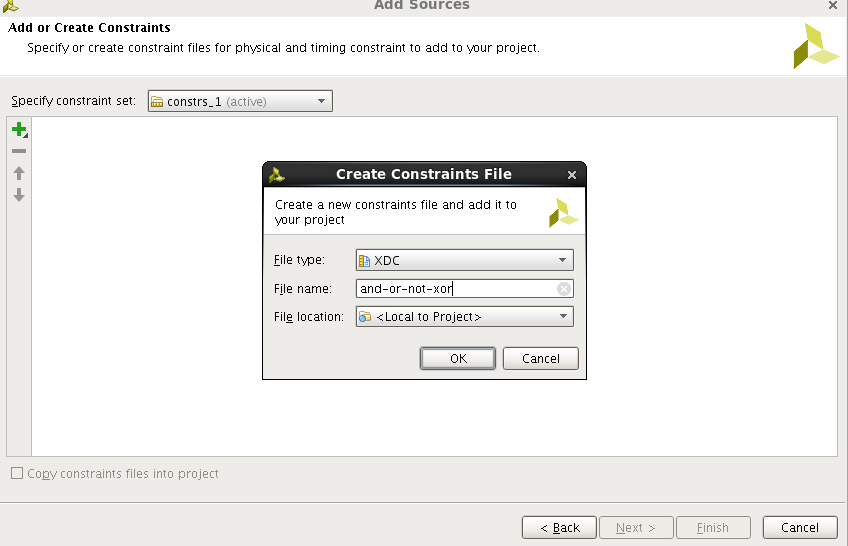 Add Sources
Add or Create Constraints
Specify or create constraint files for physical and timing constraint to add to your project.
Specify constraint set: constrs_1 (active)
Create Constraints File
Create a new constraints file and add it to
your project
File type: XDC
File name: and-or-not-xor
File location: <Local to Project>
OK Cancel
Copy constraints files into project
< Back Next > Finish Cancel